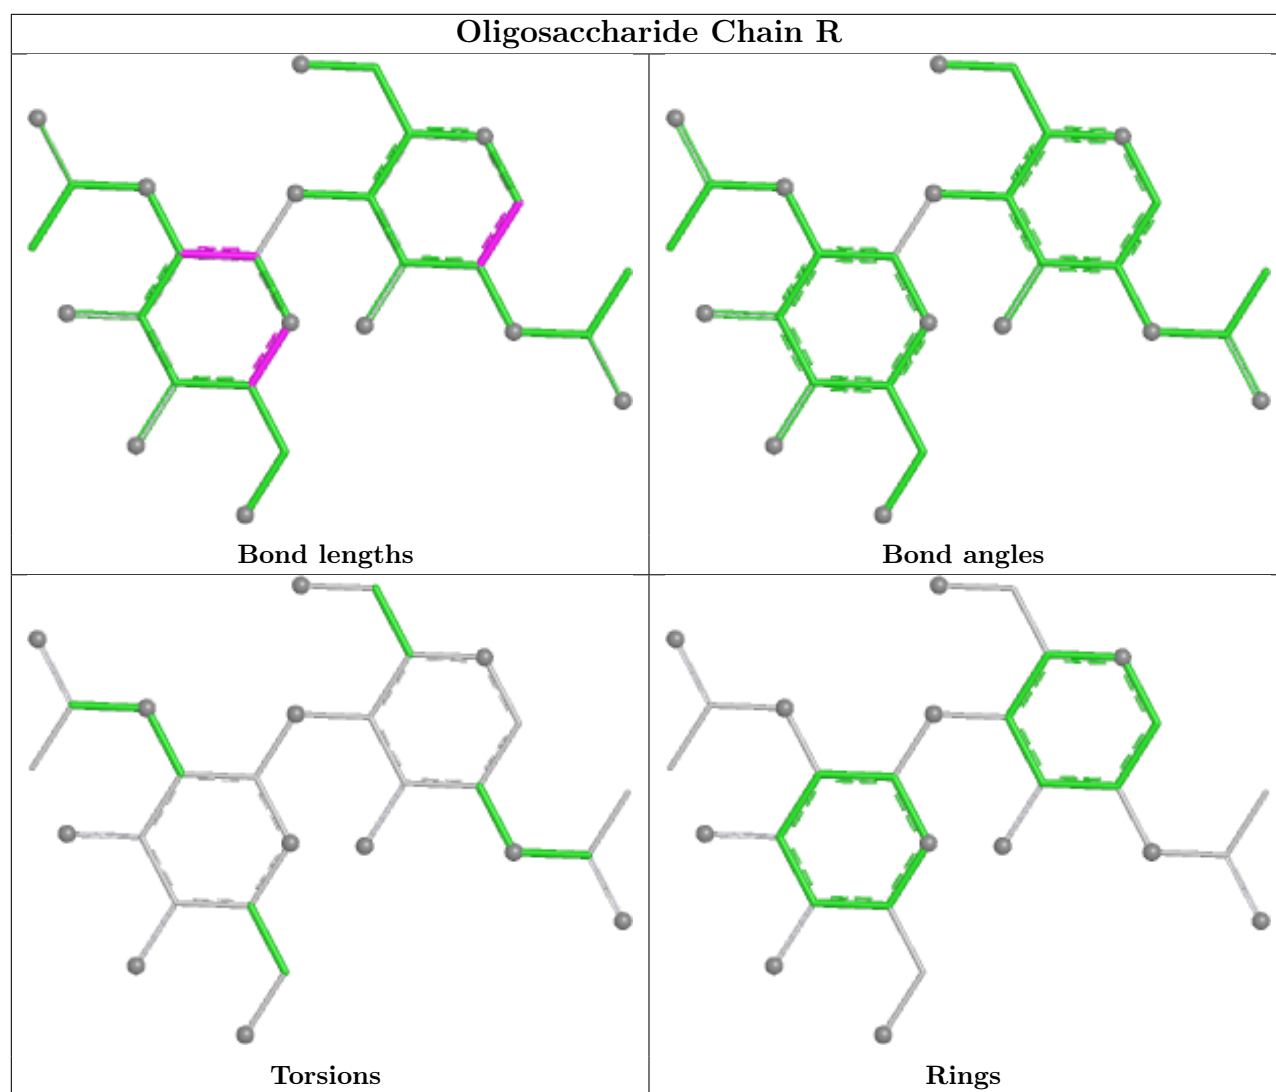 Oligosaccharide Chain R
Bond lengths
Bond angles
Torsions
Rings